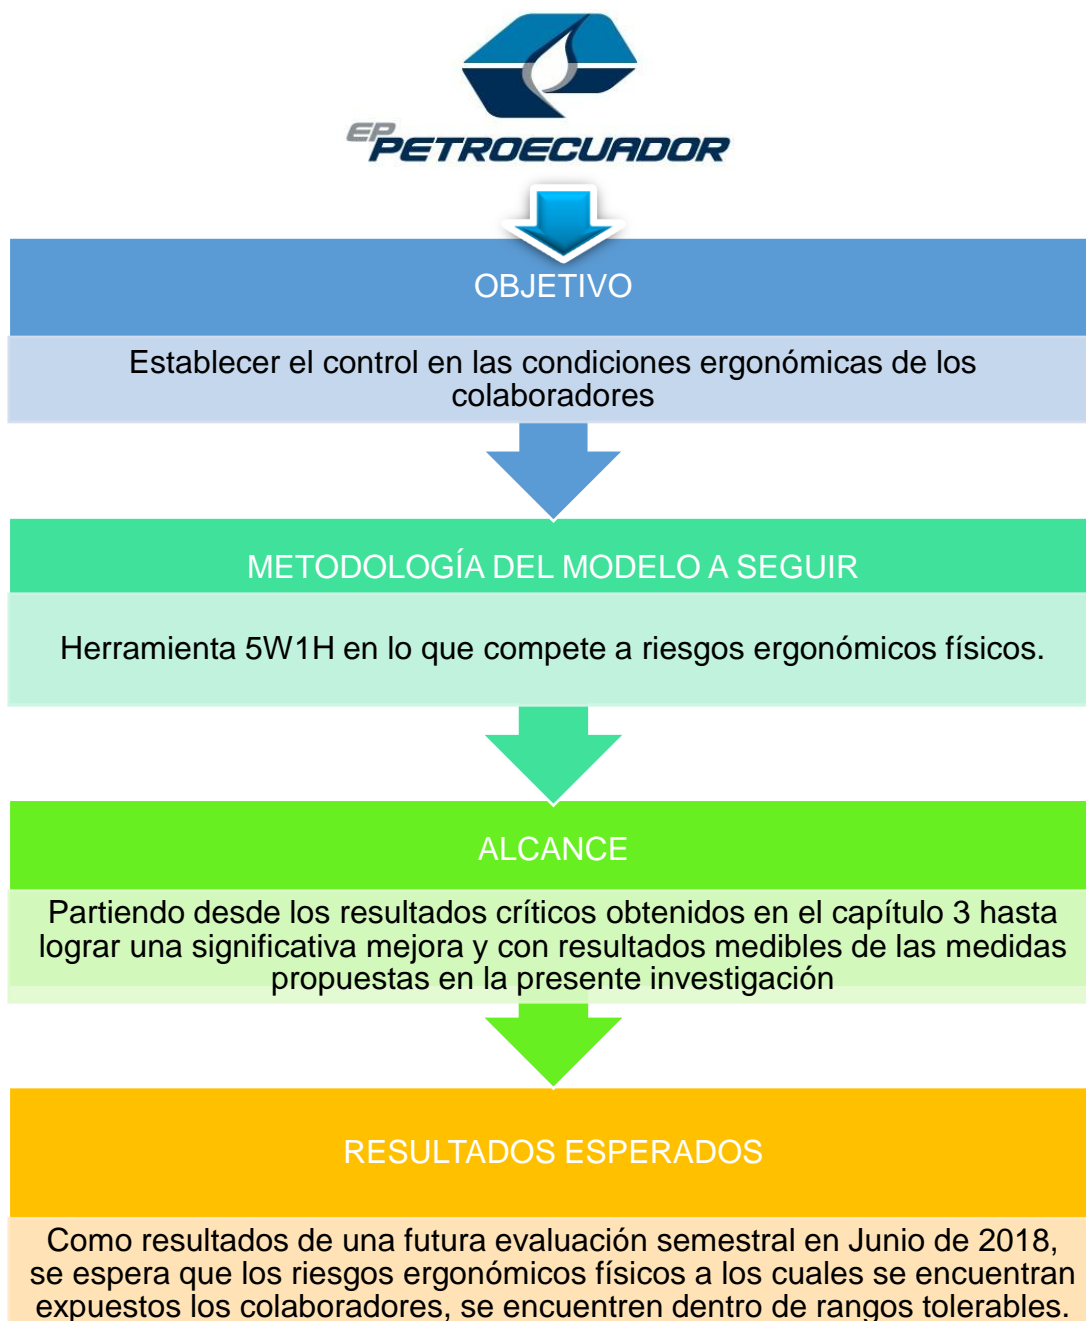 EP PETROECUADOR
OBJETIVO
Establecer el control en las condiciones ergonómicas de los
colaboradores
METODOLOGÍA DEL MODELO A SEGUIR
Herramienta 5W1H en lo que compete a riesgos ergonómicos físicos.
ALCANCE
Partiendo desde los resultados críticos obtenidos en el capítulo 3 hasta
lograr una significativa mejora y con resultados medibles de las medidas
propuestas en la presente investigación
RESULTADOS ESPERADOS
Como resultados de una futura evaluación semestral en Junio de 2018,
se espera que los riesgos ergonómicos físicos a los cuales se encuentran
expuestos los colaboradores, se encuentren dentro de rangos tolerables.